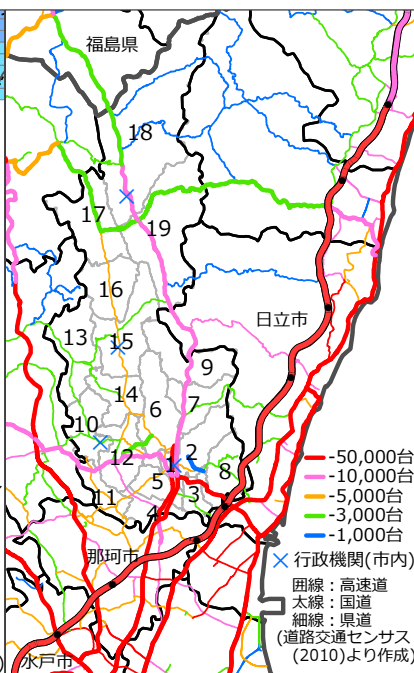 福島県
18
17
19
16
日立市
13
15
9
14
6
7
10
12
1
2
8
5
3
11
4
-50,000台
-10,000台
-5,000台
-3,000台
-1,000台
那珂市
行政機関(市内)
囲線：高速道
太線：国道
細線：県道
(道路交通センサス
(2010)より作成)
水戸市